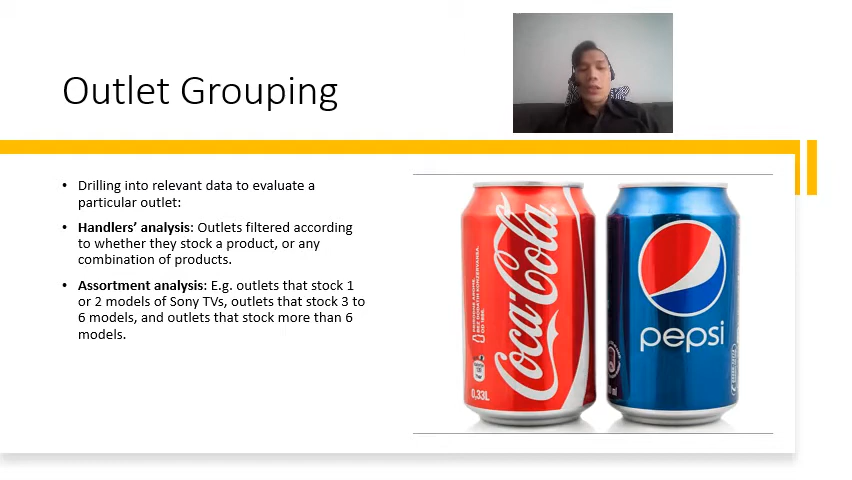 Outlet Grouping
• Drilling into relevant data to evaluate a
particular outlet:
• Handlers’ analysis: Outlets filtered according
to whether they stock a product, or any
combination of products.
• Assortment analysis: E.g. outlets that stock 1
or 2 models of Sony TVs, outlets that stock 3 to
6 models, and outlets that stock more than 6
models.
Coca-Cola
0,33L
pepsi